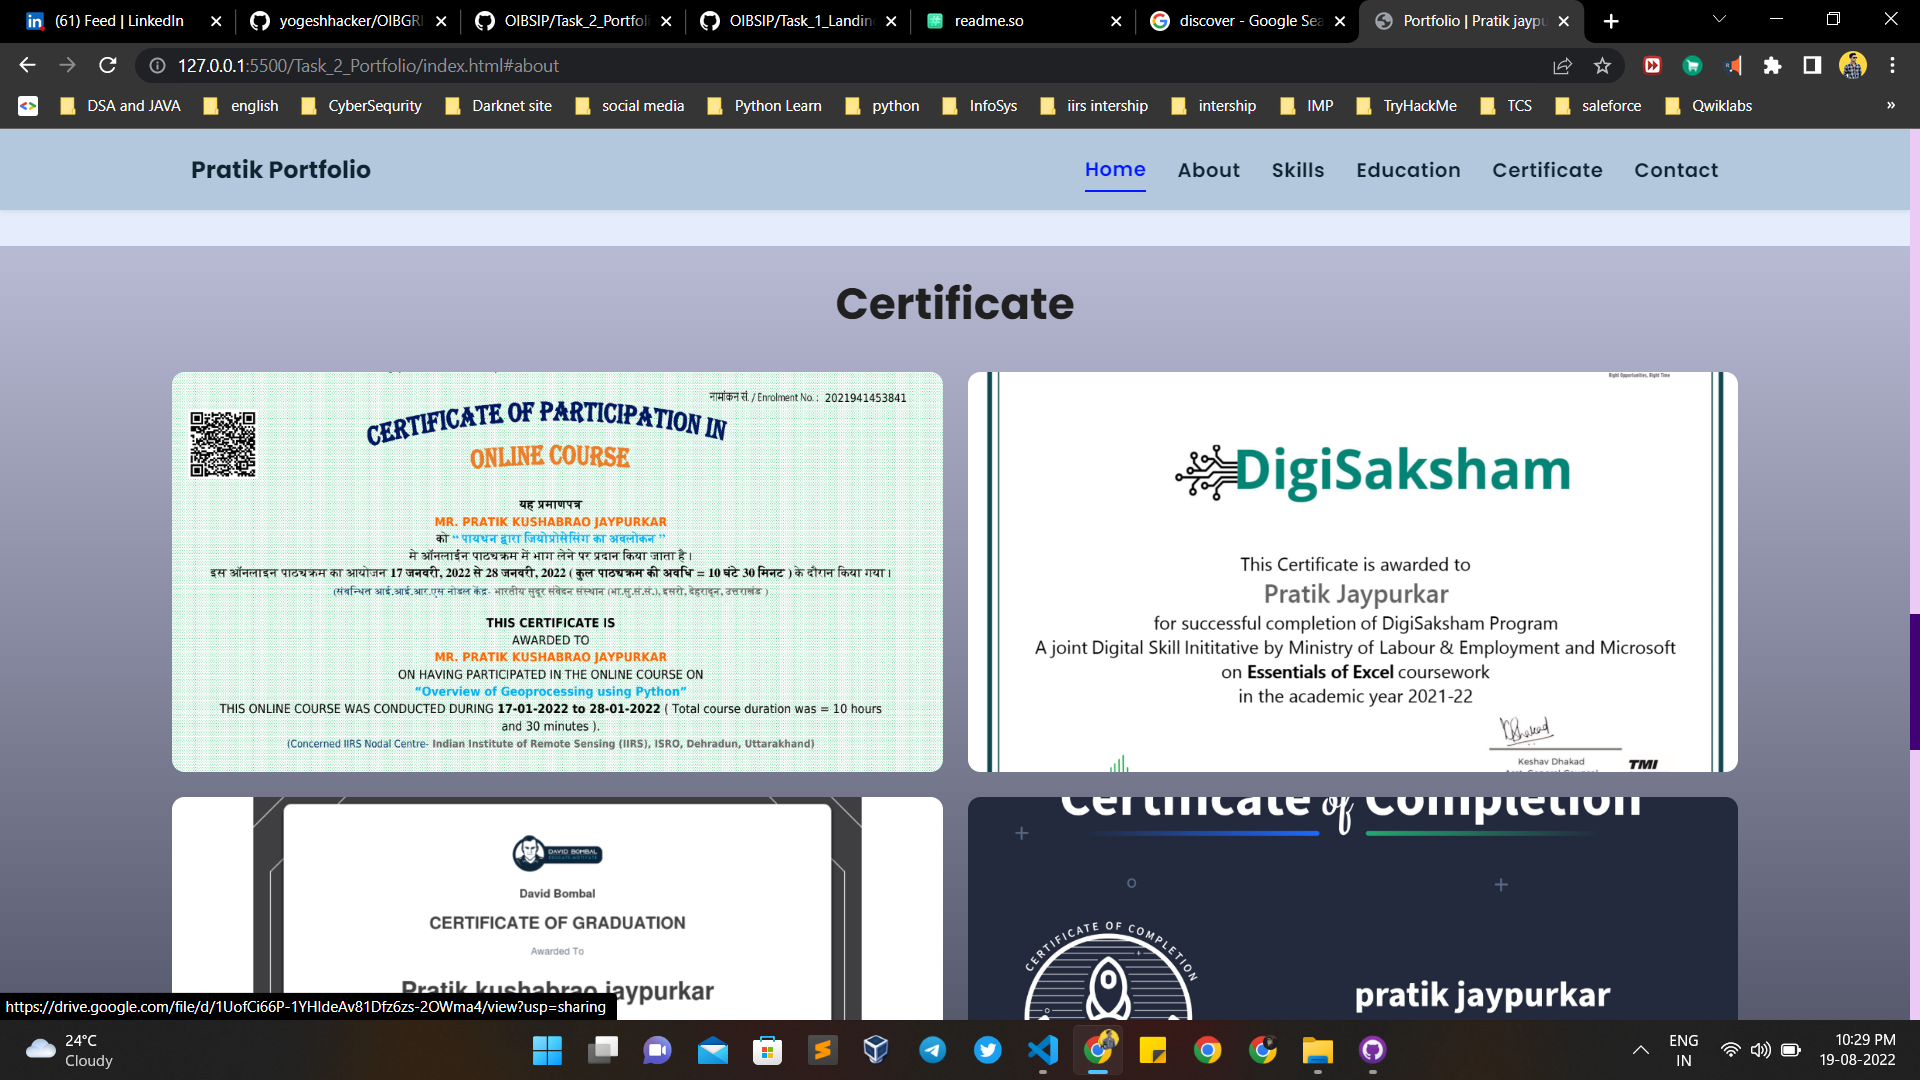 (61) Feed | LinkedIn
yogeshhacker/OIBGRI
OIBSIP/Task_2_Portfoli
OIBSIP/Task_1_Landin
readme.so
discover - Google Sea
Portfolio | Pratik jaypu
127.0.0.1:5500/Task_2_Portfolio/index.html#about
DSA and JAVA
english
CyberSequrity
Darknet site
social media
Python Learn
python
InfoSys
iirs intership
intership
IMP
TryHackMe
TCS
saleforce
Qwiklabs
»
Pratik Portfolio
Home
About
Skills
Education
Certificate
Contact
Certificate
नामांकन सं. / Enrolment No. : 2021941453841
CERTIFICATE OF PARTICIPATION IN
ONLINE COURSE
यह प्रमाणपत्र
MR. PRATIK KUSHABRAO JAYPURKAR
को “ पायथन द्वारा जियोप्रोसेसिंग का अवलोकन ”
मे ऑनलाईन पाठ्यक्रम में भाग लेने पर प्रदान किया जाता है।
इस ऑनलाइन पाठ्यक्रम का आयोजन 17 जनवरी, 2022 से 28 जनवरी, 2022 ( कुल पाठ्यक्रम की अवधि = 10 घंटे 30 मिनट ) के दौरान किया गया।
(संबन्धित आई.आई.आर.एस नोडल केंद्र- भारतीय सुदूर संवेदन संस्थान (भा.सु.सं.सं.), इसरो, देहरादून, उत्तराखंड )
THIS CERTIFICATE IS
AWARDED TO
MR. PRATIK KUSHABRAO JAYPURKAR
ON HAVING PARTICIPATED IN THE ONLINE COURSE ON
“Overview of Geoprocessing using Python”
THIS ONLINE COURSE WAS CONDUCTED DURING 17-01-2022 to 28-01-2022 ( Total course duration was = 10 hours
and 30 minutes ).
(Concerned IIRS Nodal Centre- Indian Institute of Remote Sensing (IIRS), ISRO, Dehradun, Uttarakhand)
Right Opportunities, Right Time
DigiSaksham
This Certificate is awarded to
Pratik Jaypurkar
for successful completion of DigiSaksham Program
A joint Digital Skill Inititative by Ministry of Labour & Employment and Microsoft
on Essentials of Excel coursework
in the academic year 2021-22
Keshav Dhakad
TMI
DAVID BOMBAL
David Bombal
CERTIFICATE OF GRADUATION
Awarded To
Pratik kushabrao jaypurkar
Certificate of Completion
CERTIFICATE OF COMPLETION
pratik jaypurkar
https://drive.google.com/file/d/1UofCi66P-1YHIdeAv81Dfz6zs-2OWma4/view?usp=sharing
24°C
Cloudy
ENG
IN
10:29 PM
19-08-2022